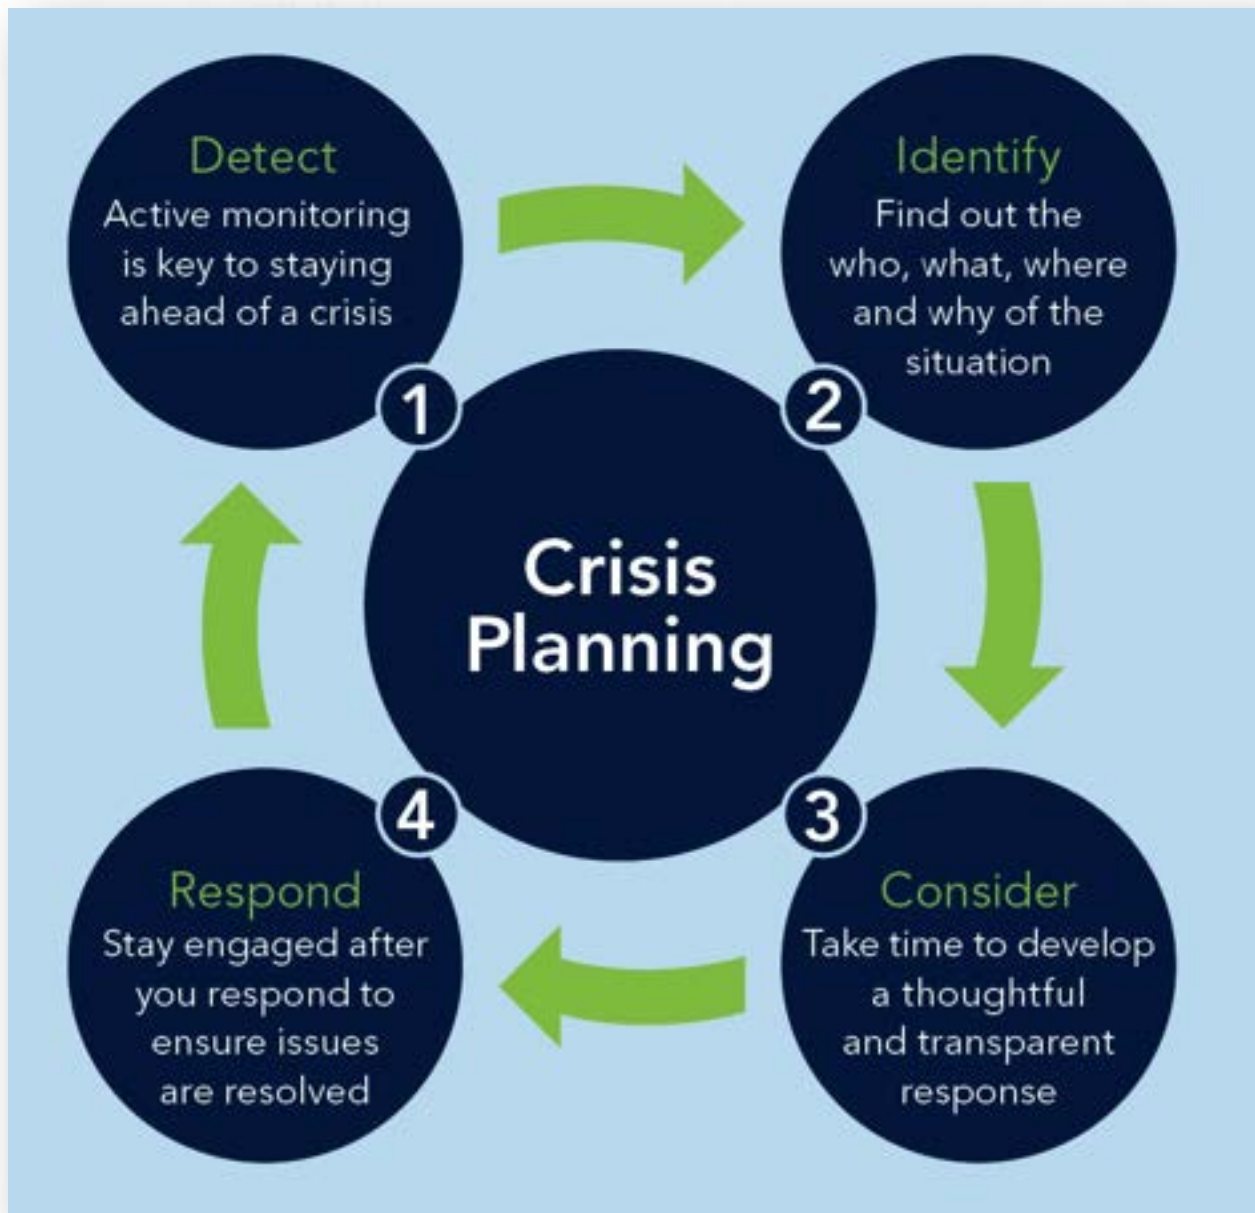 Detect
Active monitoring
is key to staying
ahead of a crisis
1
Identify
Find out the
who, what, where
and why of the
situation
2
Crisis
Planning
3
Consider
Take time to develop
a thoughtful
and transparent
response
4
Respond
Stay engaged after
you respond to
ensure issues
are resolved